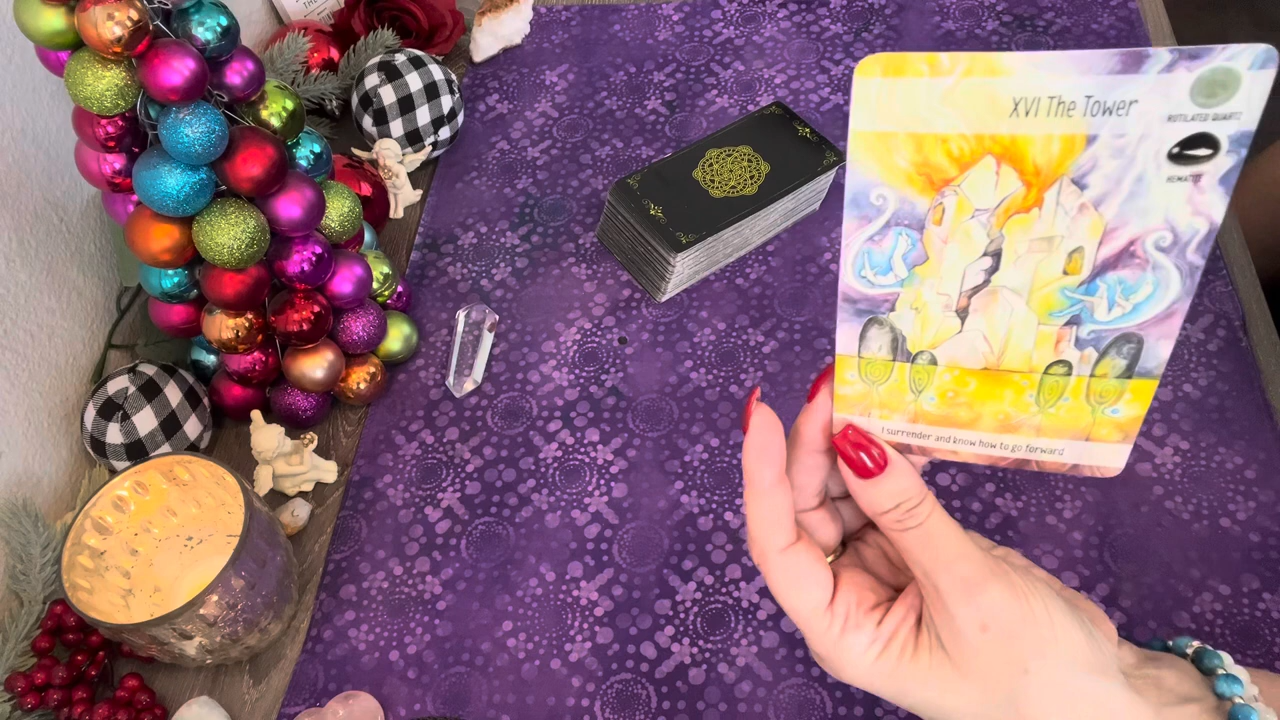 XVI The Tower
RUTILATED QUARTZ
HEMATITE
I surrender and know how to go forward